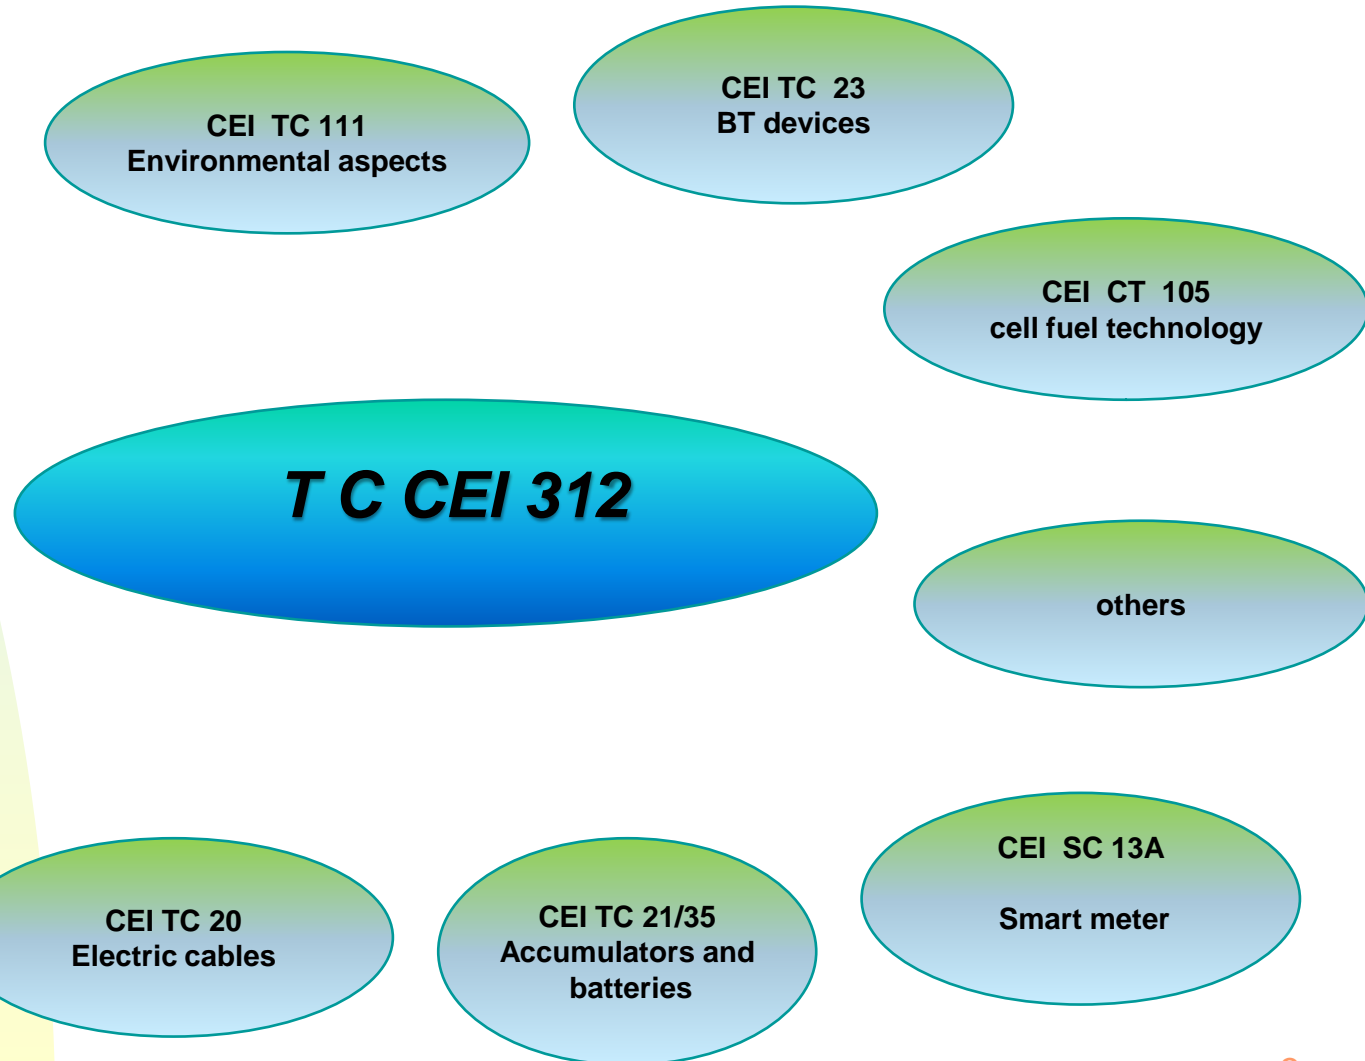 CEI TC 23
BT devices
CEI TC 111
Environmental aspects
CEI CT 105
cell fuel technology
T C CEI 312
others
CEI SC 13A
Smart meter
CEI TC 20
Electric cables
CEI TC 21/35
Accumulators and
batteries